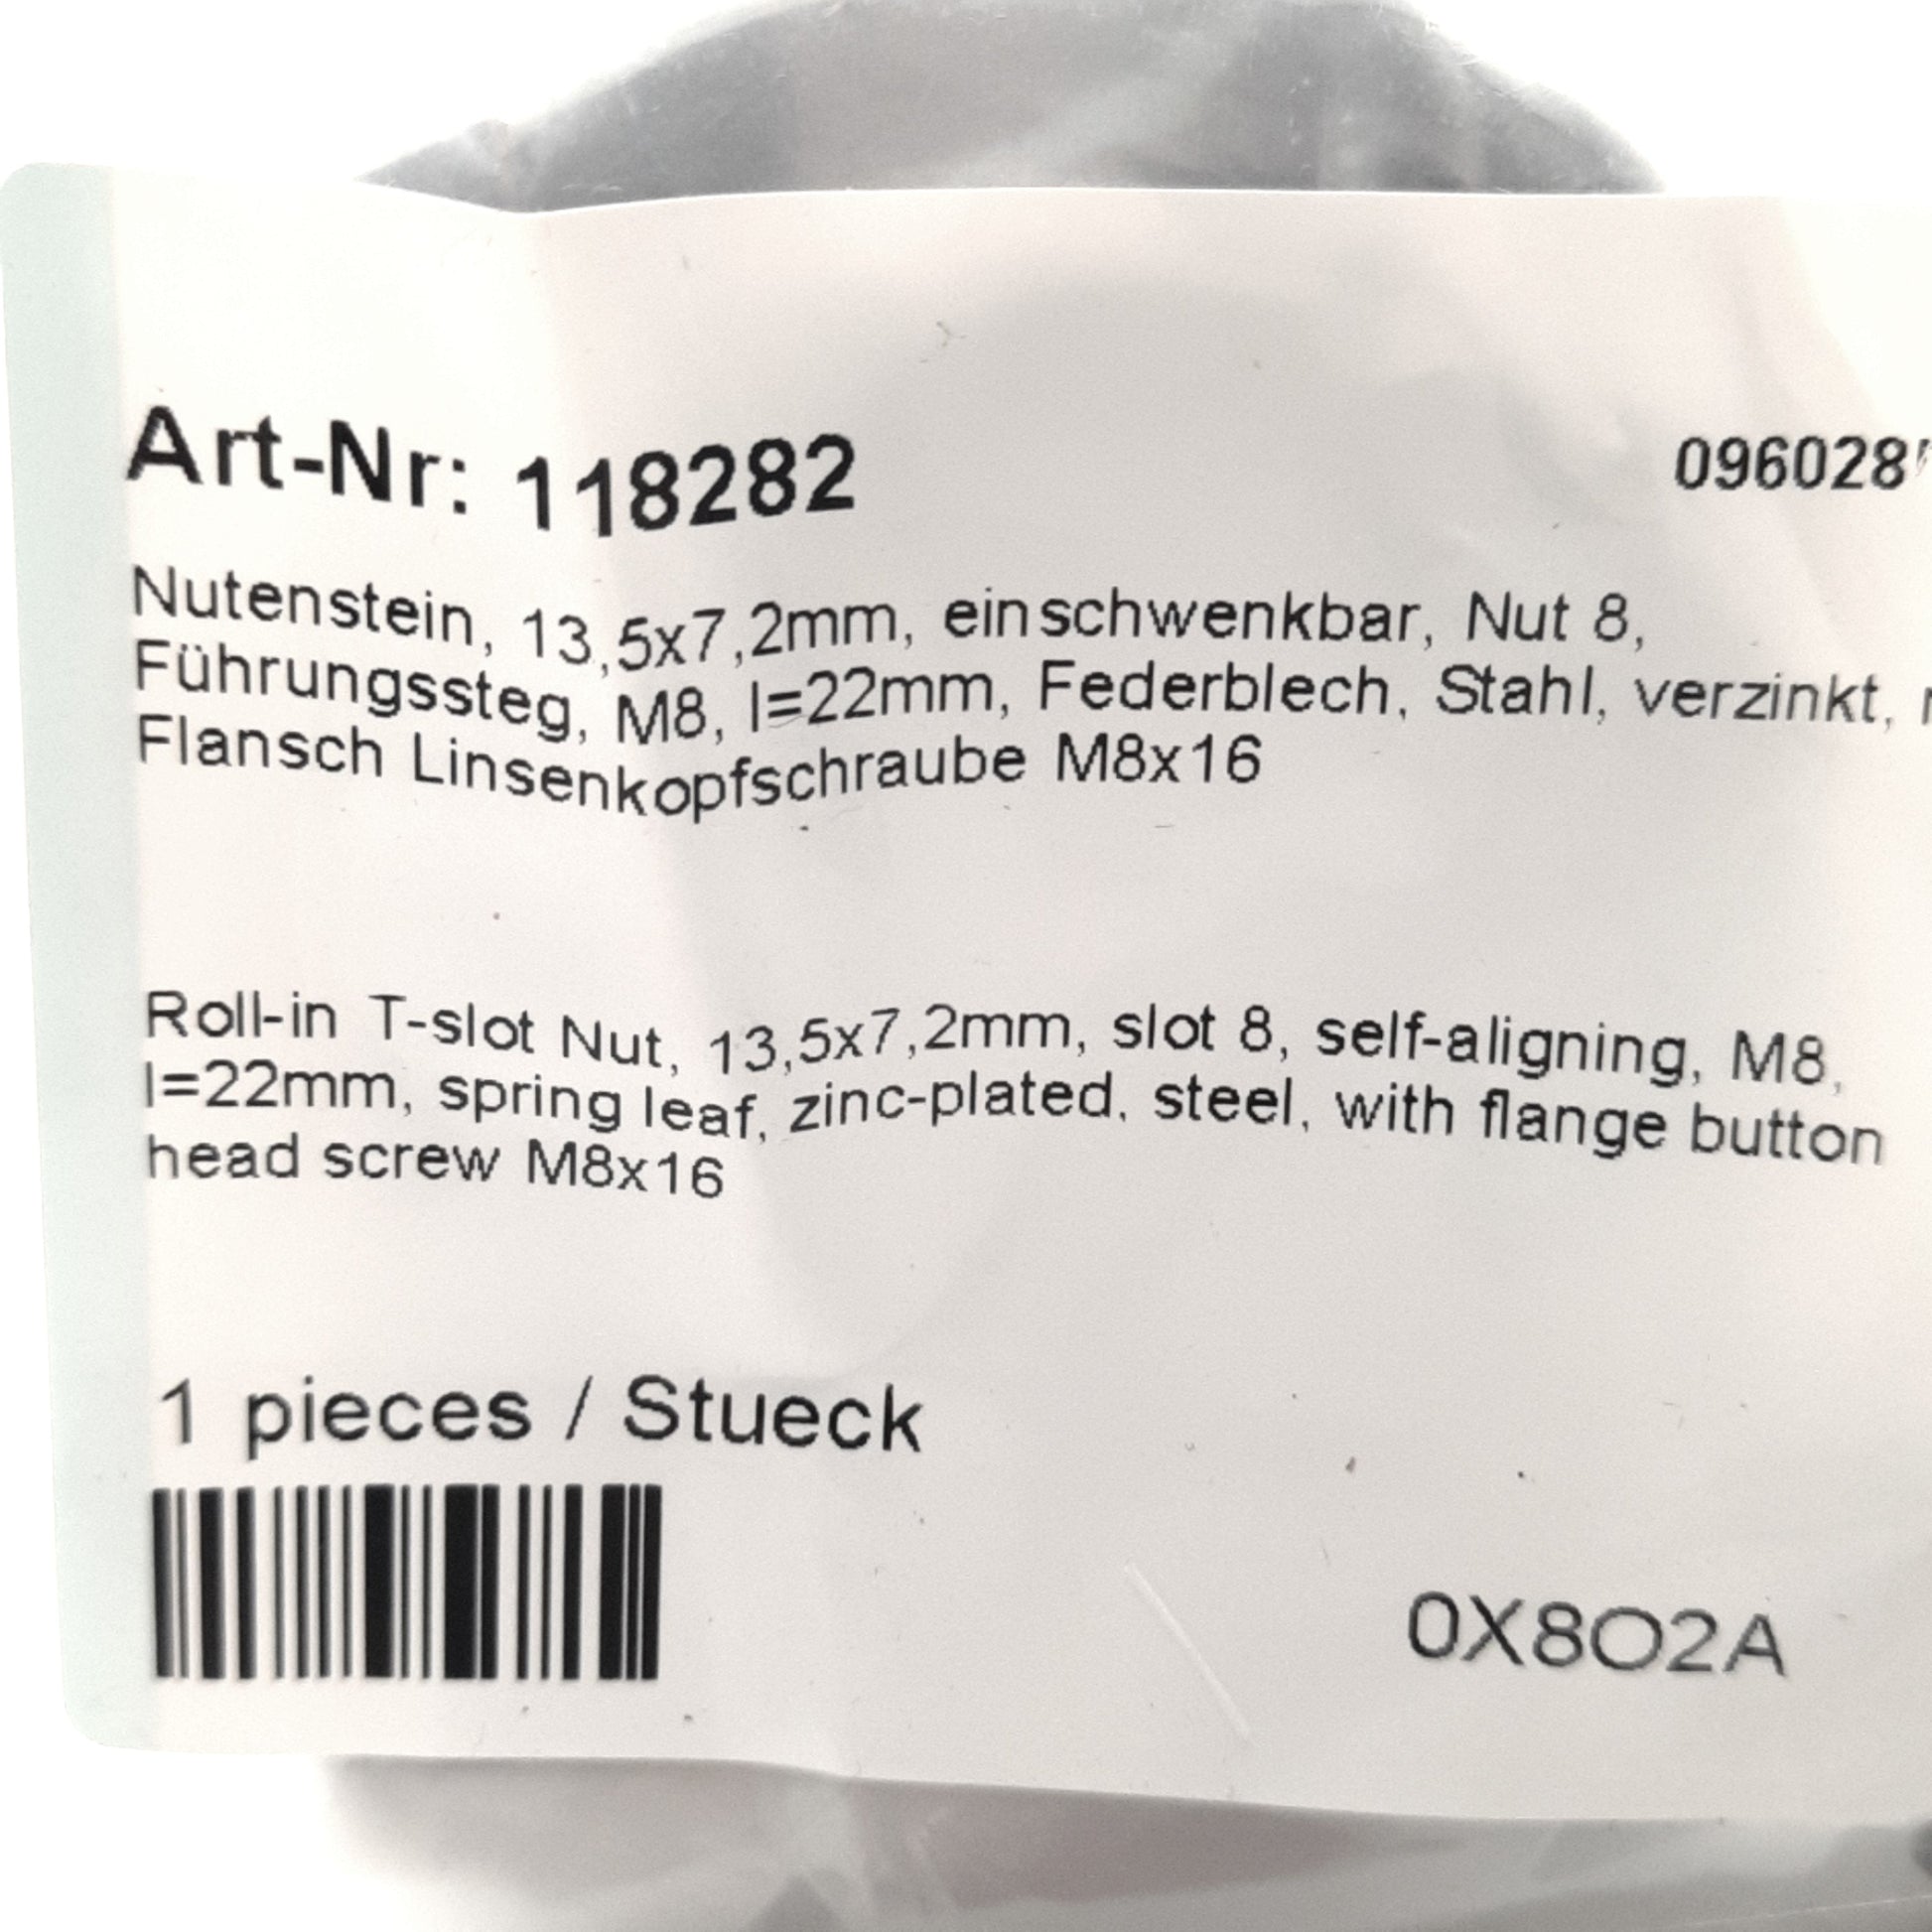 Art-Nr: 118282
Nutenstein, 13,5x7,2mm, einschwenkbar, Nut 8,
Führungssteg, M8, l=22mm, Federblech, Stahl, verzinkt,
Flansch Linsenkopfschraube M8x16
Roll-in T-slot Nut, 13,5x7,2mm, slot 8, self-aligning, M8,
l=22mm, spring leaf, zinc-plated, steel, with flange button
head screw M8x16
1 pieces / Stueck
0X8O2A